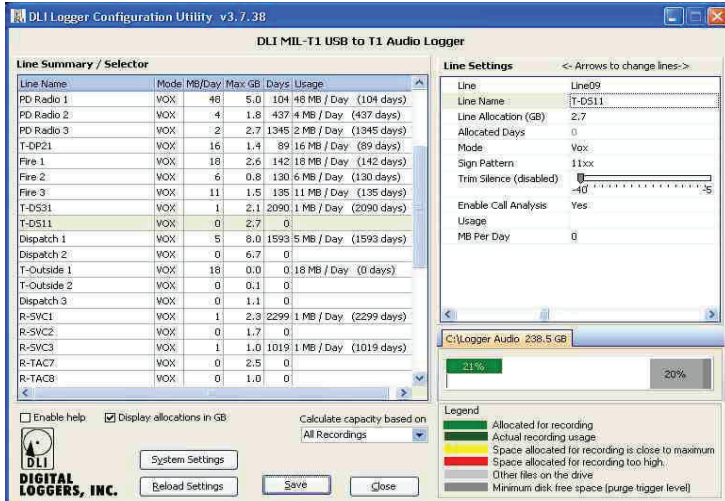 DLI Logger Configuration Utility v3.7.38
DLI MIL-T1 USB to T1 Audio Logger
Line Summary / Selector
Line Name Mode MB/Day Max GB Days Usage
PD Radio 1 VOX 48 5.0 104 48 MB / Day (104 days)
PD Radio 2 VOX 4 1.8 437 4 MB / Day (437 days)
PD Radio 3 VOX 2 2.7 1345 2 MB / Day (1345 days)
T-DP21 VOX 16 1.4 89 16 MB / Day (89 days)
Fire 1 VOX 18 2.6 142 18 MB / Day (142 days)
Fire 2 VOX 6 0.8 130 6 MB / Day (130 days)
Fire 3 VOX 11 1.5 135 11 MB / Day (135 days)
T-DS31 VOX 1 2.1 2090 1 MB / Day (2090 days)
T-DS11 VOX 0 2.7 0
Dispatch 1 VOX 5 8.0 1593 5 MB / Day (1593 days)
Dispatch 2 VOX 0 6.7 0
T-Outside 1 VOX 18 0.0 0 18 MB / Day (0 days)
T-Outside 2 VOX 0 0.1 0
Dispatch 3 VOX 0 1.1 0
R-SVC1 VOX 1 2.3 2299 1 MB / Day (2299 days)
R-SVC2 VOX 0 1.7 0
R-SVC3 VOX 1 1.0 1019 1 MB / Day (1019 days)
R-TAC7 VOX 0 2.5 0
R-TAC8 VOX 0 1.0 0
Enable help
Display allocations in GB
Calculate capacity based on
All Recordings
DLI
DIGITAL
LOGGERS, INC.
System Settings
Reload Settings
Save
Close
Line Settings <- Arrows to change lines->
Line Line09
Line Name T-DS11
Line Allocation (GB) 2.7
Allocated Days 0
Mode Vox
Sign Pattern 11xx
Trim Silence (disabled)
-40 -5
Enable Call Analysis Yes
Usage
MB Per Day 0
C:\Logger Audio 238.5 GB
21%
20%
Legend
Allocated for recording
Actual recording usage
Space allocated for recording is close to maximum
Space allocated for recording too high.
Other files on the drive
Minimum disk free space (purge trigger level)